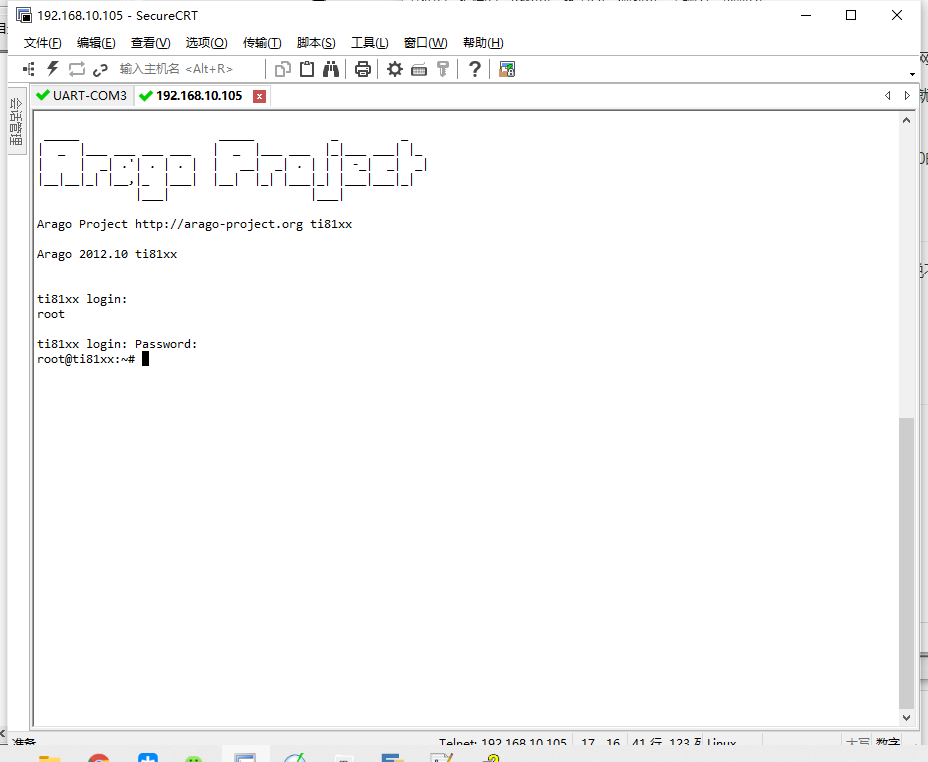 192.168.10.105 - SecureCRT
文件(F) 编辑(E) 查看(V) 选项(O) 传输(T) 脚本(S) 工具(L) 窗口(W) 帮助(H)
输入主机名 <Alt+R>
会话管理
UART-COM3 192.168.10.105
Arago Project
Arago Project http://arago-project.org ti81xx
Arago 2012.10 ti81xx
ti81xx login:
root
ti81xx login: Password:
root@ti81xx:~#
准备 Telnet: 192.168.10.105 17, 16 41 行, 123 列 Linux 大写 数字